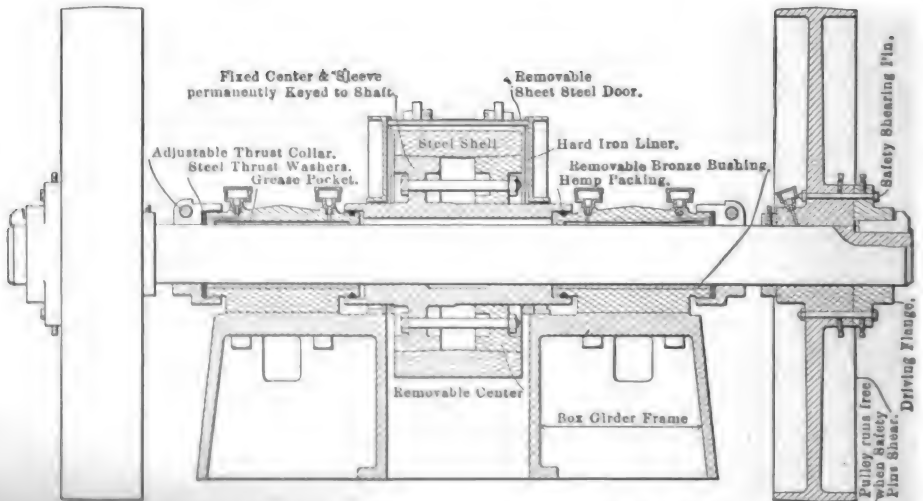 Fixed Center & Sleeve
permanently Keyed to Shaft.
Removable
Sheet Steel Door.
Steel Shell
Hard Iron Liner.
Adjustable Thrust Collar.
Steel Thrust Washers.
Grease Pocket.
Removable Bronze Bushing.
Hemp Packing.
Safety Shearing Pin.
Removable Center
Box Girder Frame
Driving Flange.
Pulley runs free
when Safety
Pins Shear.